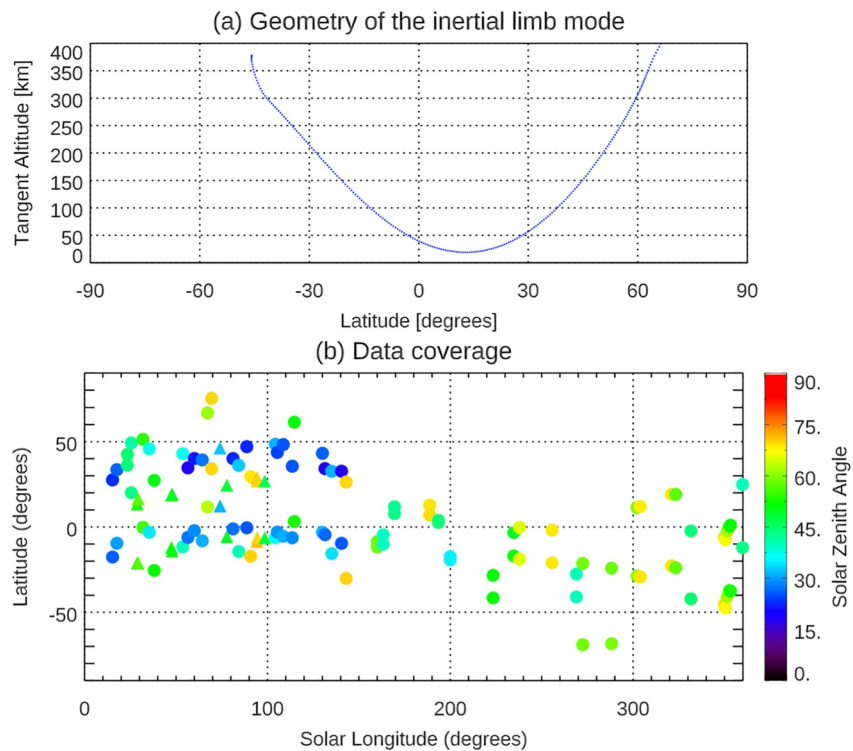 (a) Geometry of the inertial limb mode
Tangent Altitude [km]
400
350
300
250
200
150
100
50
0
-90 -60 -30 0 30 60 90
Latitude [degrees]
(b) Data coverage
Latitude (degrees)
50
0
-50
0 100 200 300
Solar Longitude (degrees)
90.
75.
60.
45.
30.
15.
0.
Solar Zenith Angle